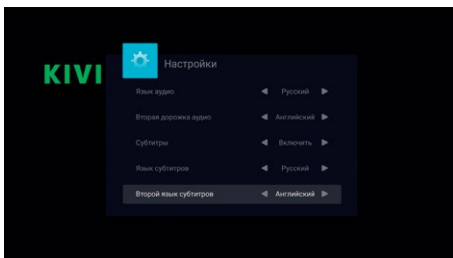 KIVI
Настройки
Язык аудио Русский
Вторая дорожка аудио Английский
Субтитры Включить
Язык субтитров Русский
Второй язык субтитров Английский